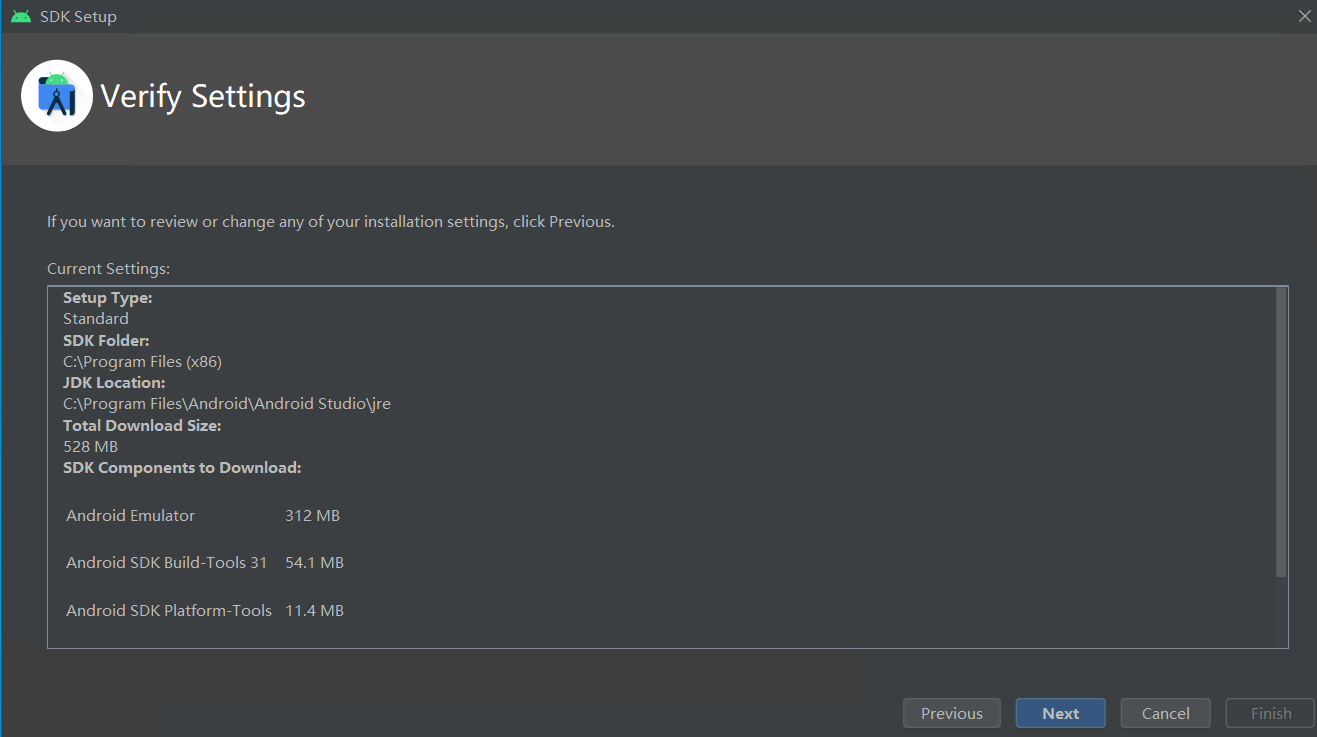 SDK Setup
Verify Settings
If you want to review or change any of your installation settings, click Previous.
Current Settings:
Setup Type:
Standard
SDK Folder:
C:\Program Files (x86)
JDK Location:
C:\Program Files\Android\Android Studio\jre
Total Download Size:
528 MB
SDK Components to Download:
Android Emulator 312 MB
Android SDK Build-Tools 31 54.1 MB
Android SDK Platform-Tools 11.4 MB
Previous Next Cancel Finish